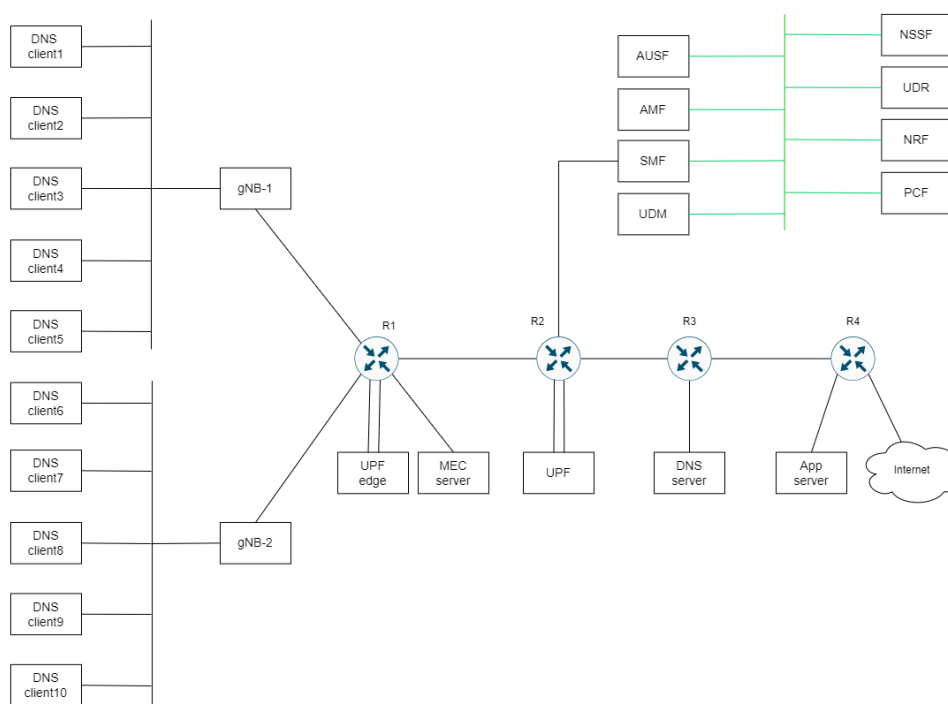 DNS
client1
DNS
client2
DNS
client3
DNS
client4
DNS
client5
DNS
client6
DNS
client7
DNS
client8
DNS
client9
DNS
client10
gNB-1
gNB-2
R1
UPF
edge
MEC
server
R2
UPF
R3
DNS
server
R4
App
server
Internet
AUSF
AMF
SMF
UDM
NSSF
UDR
NRF
PCF